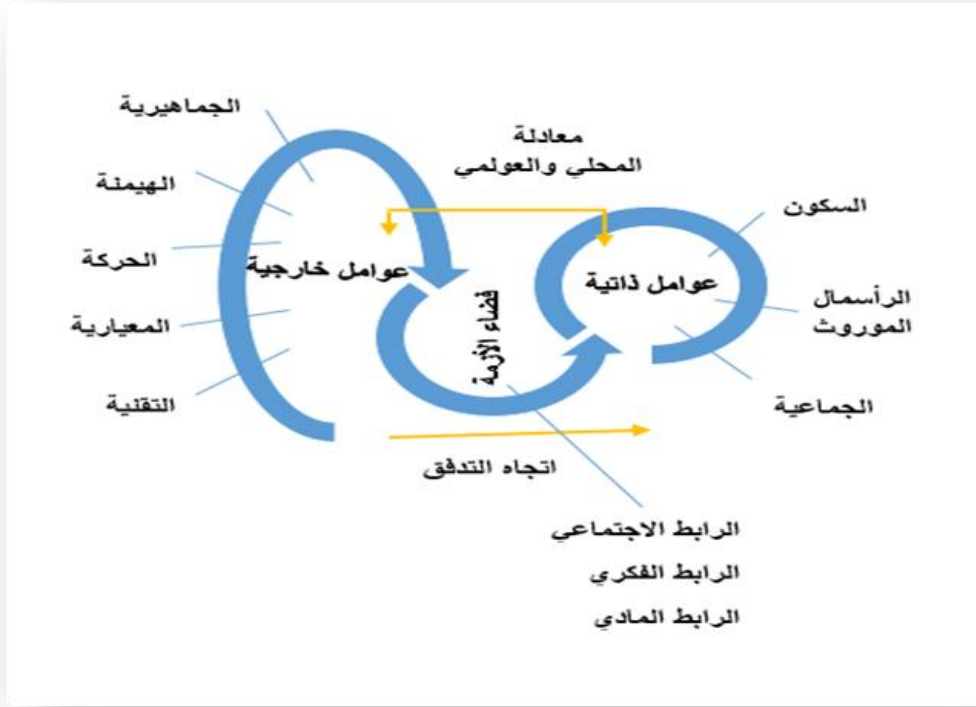 معادلة
المحلي والعولمي
الجماهيرية
الهيمنة
الحركة
المعيارية
التقنية
عوامل خارجية
فضاء الأزمة
عوامل ذاتية
السكون
الرأسمال
الموروث
الجماعية
اتجاه التدفق
الرابط الاجتماعي
الرابط الفكري
الرابط المادي